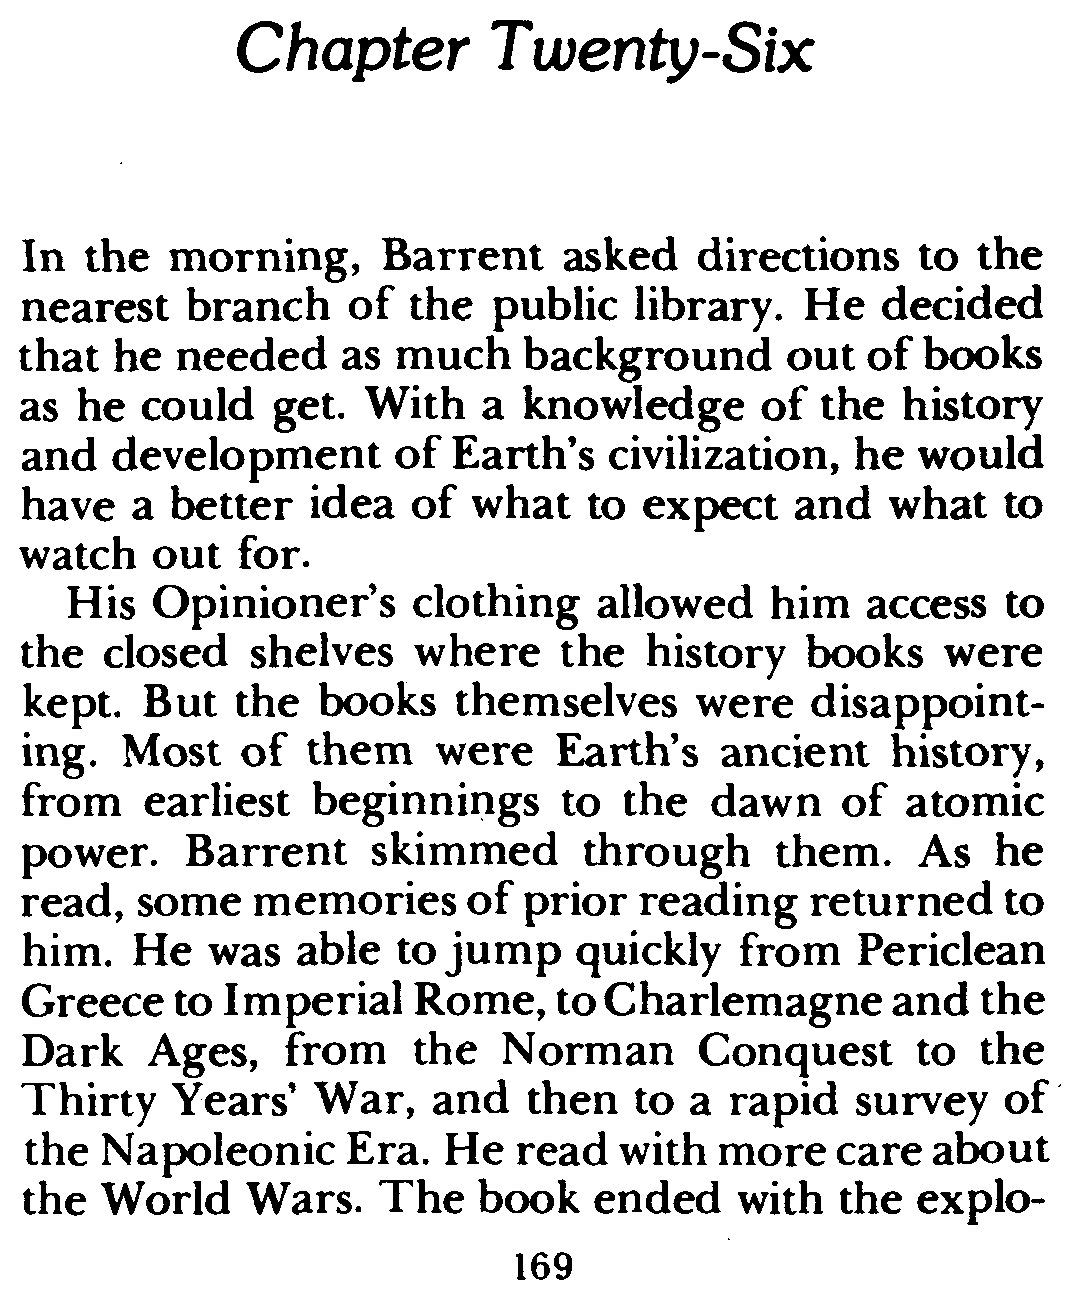 Chapter Twenty-Six
In the morning, Barrent asked directions to the
nearest branch of the public library. He decided
that he needed as much background out of books
as he could get. With a knowledge of the history
and development of Earth's civilization, he would
have a better idea of what to expect and what to
watch out for.
His Opinioner's clothing allowed him access to
the closed shelves where the history books were
kept. But the books themselves were disappoint-
ing. Most of them were Earth's ancient history,
from earliest beginnings to the dawn of atomic
power. Barrent skimmed through them. As he
read, some memories of prior reading returned to
him. He was able to jump quickly from Periclean
Greece to Imperial Rome, to Charlemagne and the
Dark Ages, from the Norman Conquest to the
Thirty Years' War, and then to a rapid survey of
the Napoleonic Era. He read with more care about
the World Wars. The book ended with the explo-
169